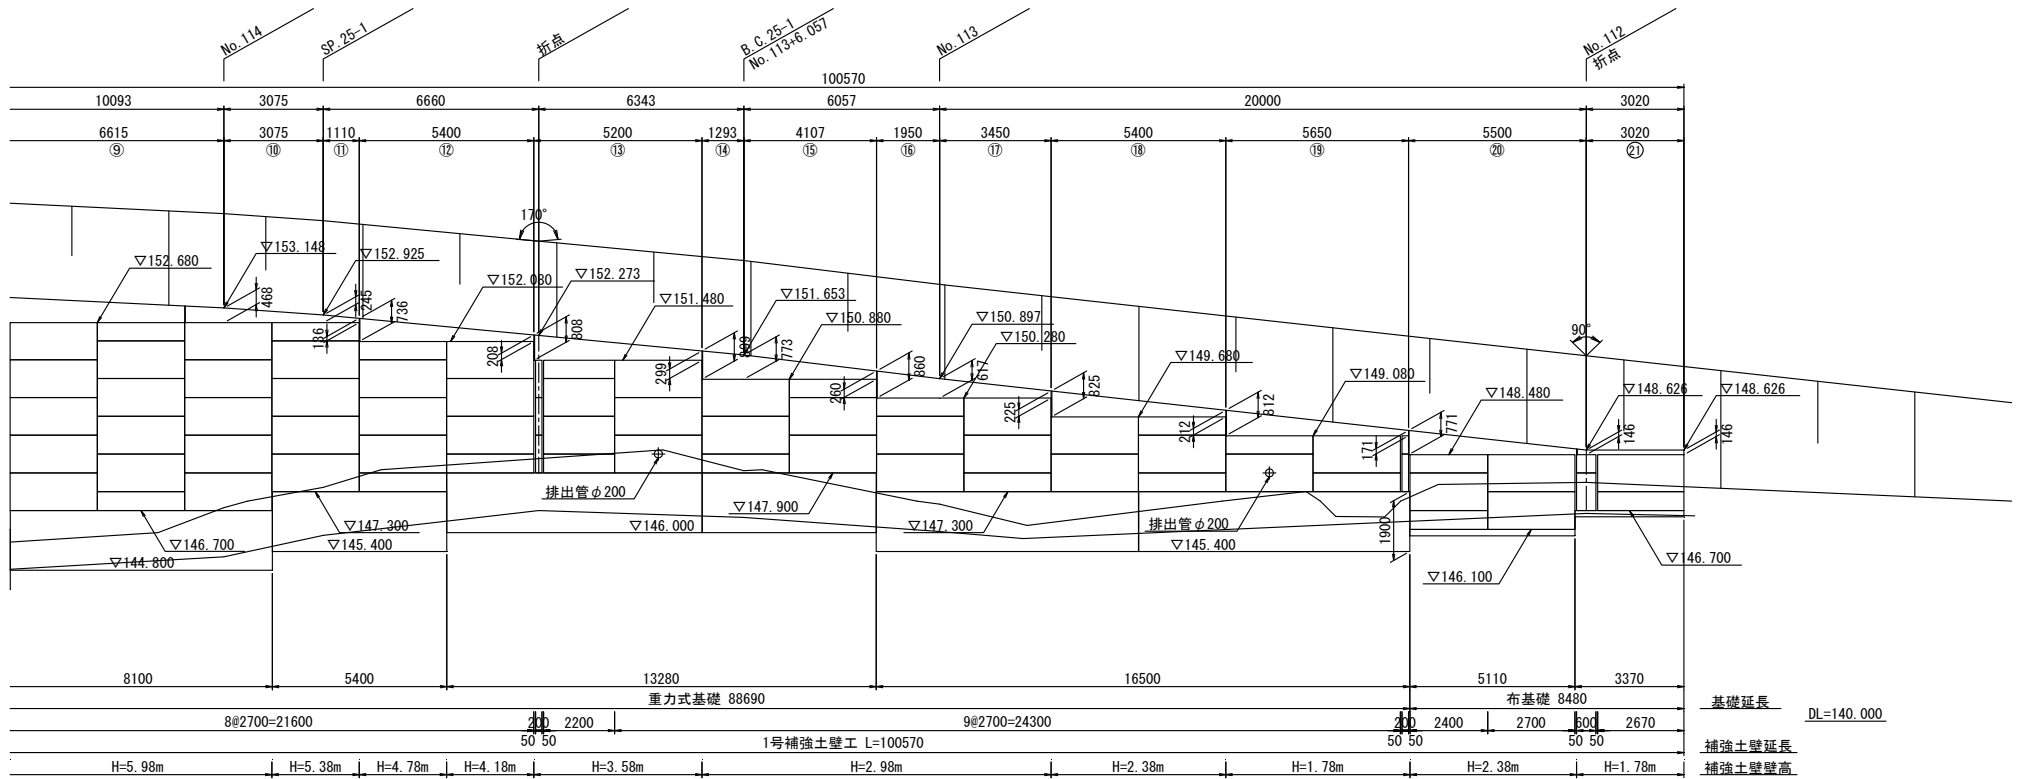 No.114
SP.25-1
折点
B.C.25-1
No.113+6.057
No.113
No.112
折点
100570
10093 3075 6660 6343 6057 20000 3020
6615 3075 1110 5400 5200 1293 4107 1950 3450 5400 5650 5500 3020
⑨ ⑩ ⑪ ⑫ ⑬ ⑭ ⑮ ⑯ ⑰ ⑱ ⑲ ⑳ ㉑
170°
90°
▽152.680
▽153.148
▽152.925
▽152.080
▽152.273
▽151.480
▽151.653
▽150.880
▽150.897
▽150.280
▽149.680
▽149.080
▽148.480
▽148.626
▽148.626
468
245
136
736
208
808
299
773
260
860
617
225
825
212
812
171
771
146
146
排出管φ200
排出管φ200
▽147.900
▽147.300
▽146.000
▽147.300
▽146.700
▽145.400
▽144.800
▽145.400
1900
▽146.100
▽146.700
8100 5400 13280 16500 5110 3370
重力式基礎 88690
布基礎 8480
基礎延長
DL=140.000
8@2700=21600 200 2200 9@2700=24300 200 2400 2700 600 2670
50 50 50 50 50 50
1号補強土壁工 L=100570
補強土壁延長
H=5.98m H=5.38m H=4.78m H=4.18m H=3.58m H=2.98m H=2.38m H=1.78m H=2.38m H=1.78m
補強土壁壁高